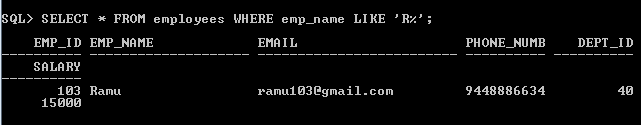 SQL> SELECT * FROM employees WHERE emp_name LIKE 'R%';
EMP_ID EMP_NAME EMAIL PHONE_NUMB DEPT_ID
SALARY
103 Ramu ramu103@gmail.com 9448886634 40
15000